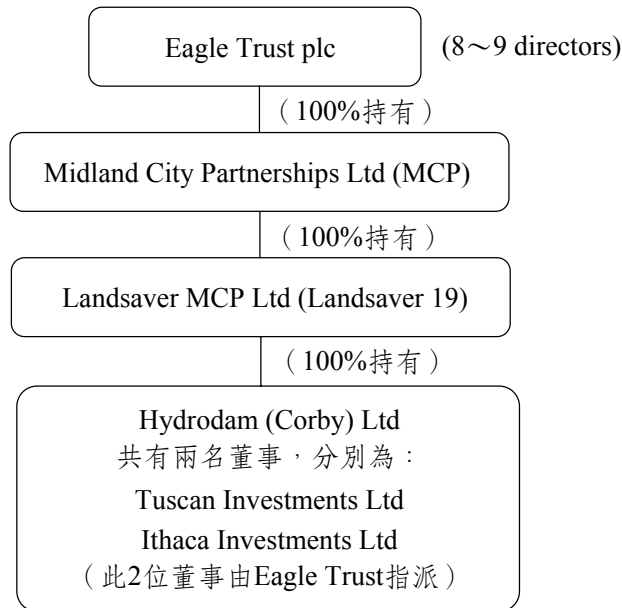 Eagle Trust plc (8～9 directors)
（100%持有）
Midland City Partnerships Ltd (MCP)
（100%持有）
Landsaver MCP Ltd (Landsaver 19)
（100%持有）
Hydrodam (Corby) Ltd
共有兩名董事，分別為：
Tuscan Investments Ltd
Ithaca Investments Ltd
（此2位董事由Eagle Trust指派）